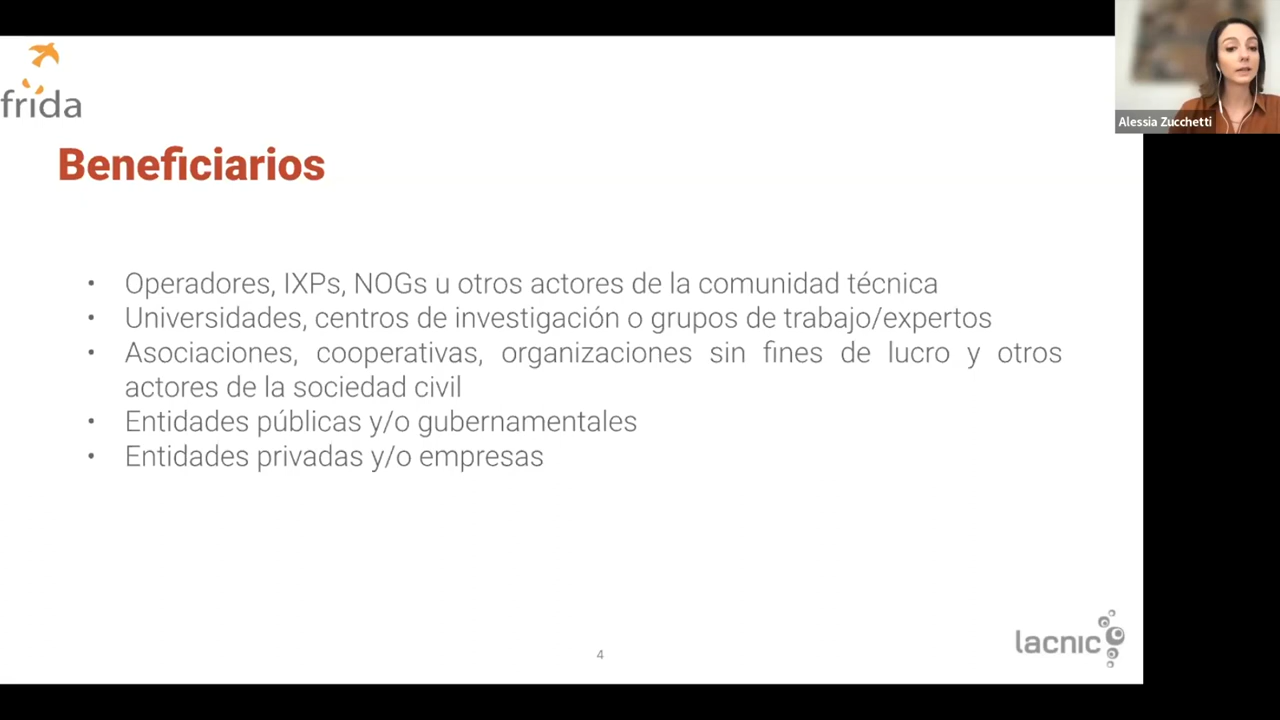 frida
Alessia Zucchetti
Beneficiarios
• Operadores, IXPs, NOGs u otros actores de la comunidad técnica
• Universidades, centros de investigación o grupos de trabajo/expertos
• Asociaciones, cooperativas, organizaciones sin fines de lucro y otros
actores de la sociedad civil
• Entidades públicas y/o gubernamentales
• Entidades privadas y/o empresas
4
lacnic